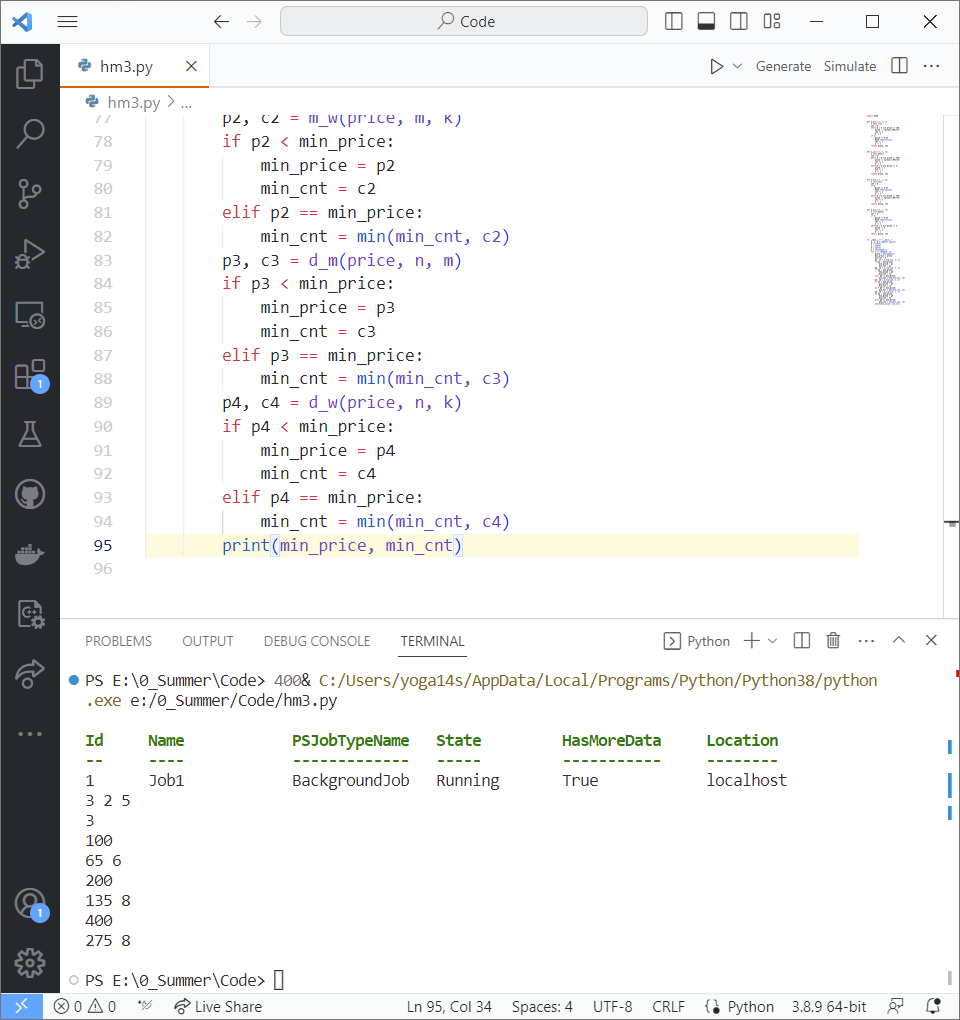 Code
hm3.py
Generate Simulate
hm3.py > ...
77 p2, c2 = m_w(price, m, k)
78 if p2 < min_price:
79 min_price = p2
80 min_cnt = c2
81 elif p2 == min_price:
82 min_cnt = min(min_cnt, c2)
83 p3, c3 = d_m(price, n, m)
84 if p3 < min_price:
85 min_price = p3
86 min_cnt = c3
87 elif p3 == min_price:
88 min_cnt = min(min_cnt, c3)
89 p4, c4 = d_w(price, n, k)
90 if p4 < min_price:
91 min_price = p4
92 min_cnt = c4
93 elif p4 == min_price:
94 min_cnt = min(min_cnt, c4)
95 print(min_price, min_cnt)
96
1
PROBLEMS OUTPUT DEBUG CONSOLE TERMINAL Python
PS E:\0_Summer\Code> 400& C:/Users/yoga14s/AppData/Local/Programs/Python/Python38/python
.exe e:/0_Summer/Code/hm3.py
Id Name PSJobTypeName State HasMoreData Location
-- ---- ------------- ----- ----------- --------
1 Job1 BackgroundJob Running True localhost
3 2 5
3
100
65 6
200
135 8
400
275 8
1
PS E:\0_Summer\Code>
0 0 Live Share Ln 95, Col 34 Spaces: 4 UTF-8 CRLF Python 3.8.9 64-bit